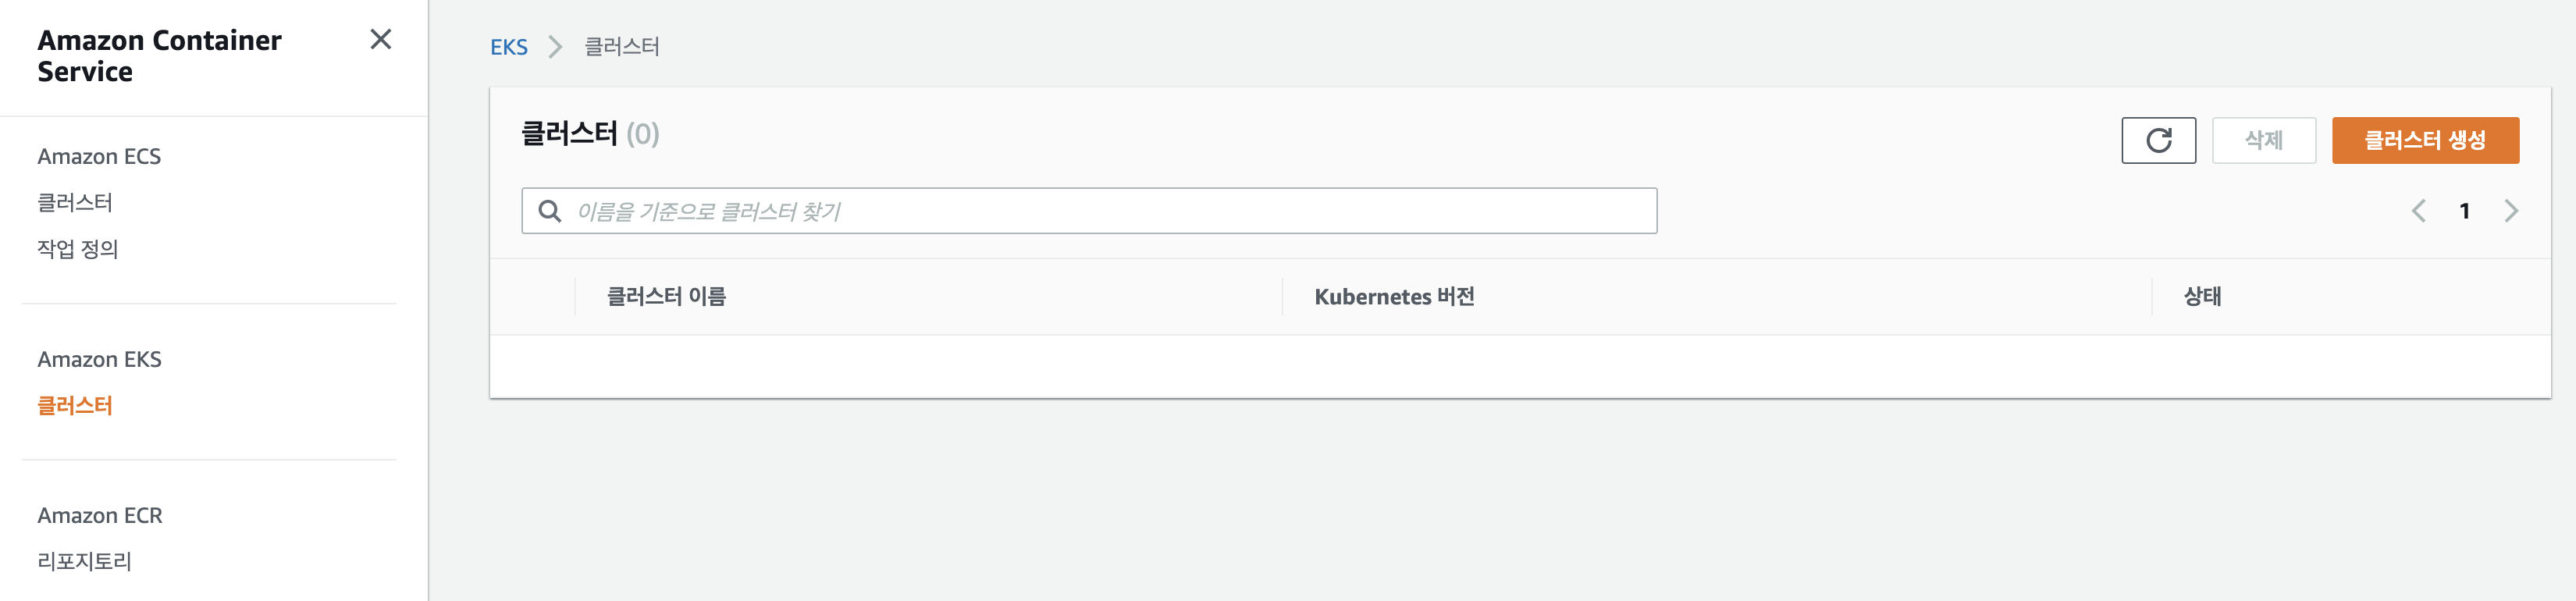 Amazon Container
Service
Amazon ECS
클러스터
작업 정의
Amazon EKS
클러스터
Amazon ECR
리포지토리
EKS
클러스터
클러스터 (0)
삭제
클러스터 생성
이름을 기준으로 클러스터 찾기
1
클러스터 이름
Kubernetes 버전
상태